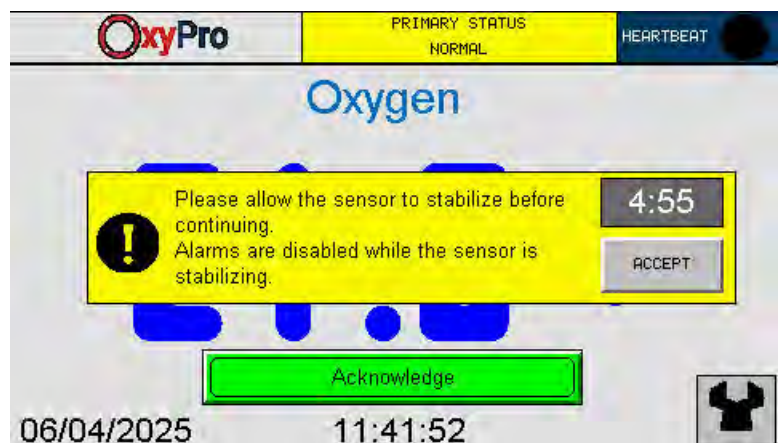 OxyPro
PRIMARY STATUS
NORMAL
HEARTBEAT
Oxygen
Please allow the sensor to stabilize before
continuing.
Alarms are disabled while the sensor is
stabilizing.
4:55
ACCEPT
Acknowledge
06/04/2025
11:41:52